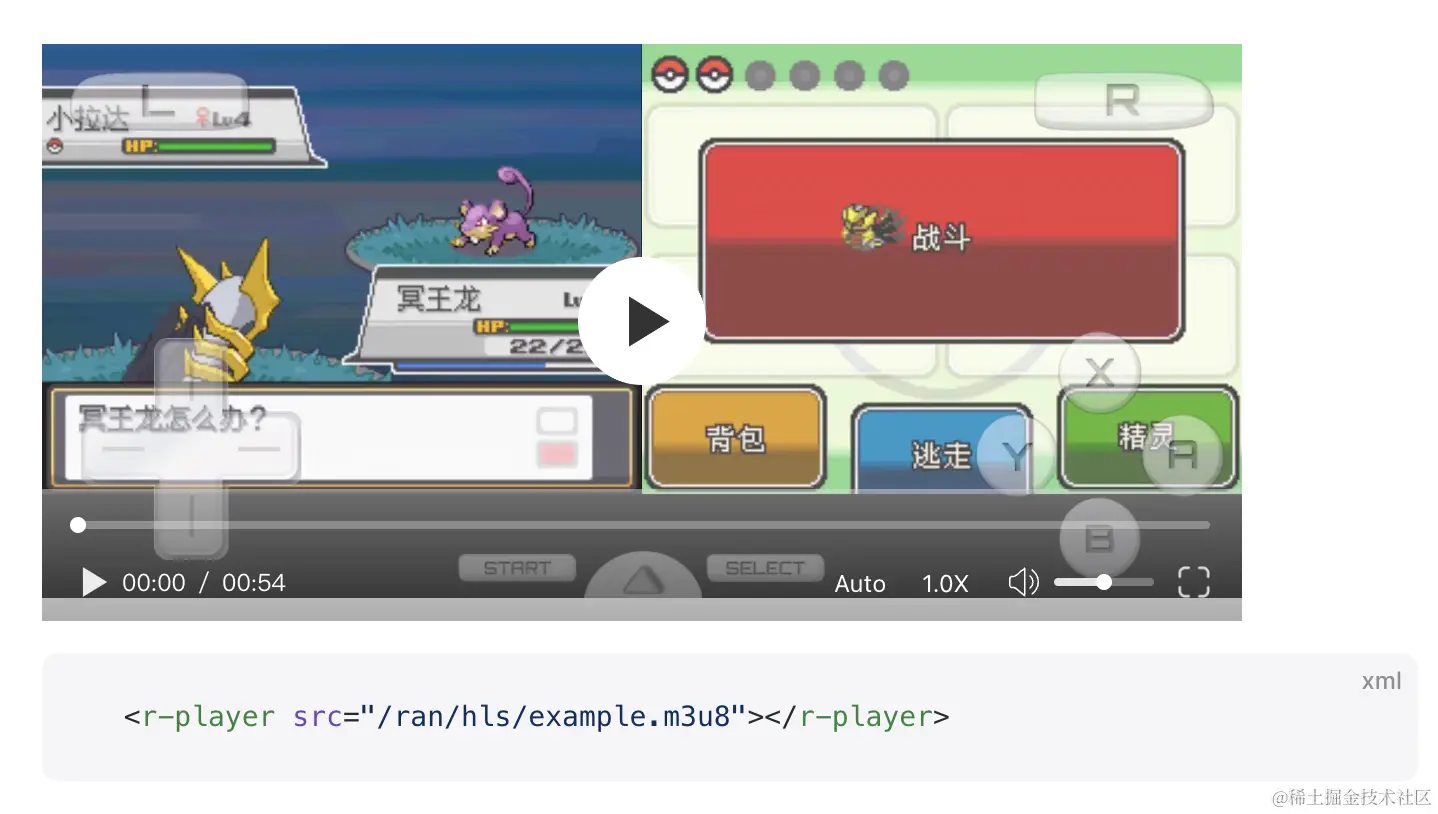 L
R
小拉达 ♀Lv4
HP:
战斗
冥王龙
HP:
22/2
X
冥王龙怎么办?
背包
逃走
Y
精灵
A
B
START
SELECT
00:00 / 00:54
Auto
1.0X
xml
<r-player src="/ran/hls/example.m3u8"></r-player>
@稀土掘金技术社区